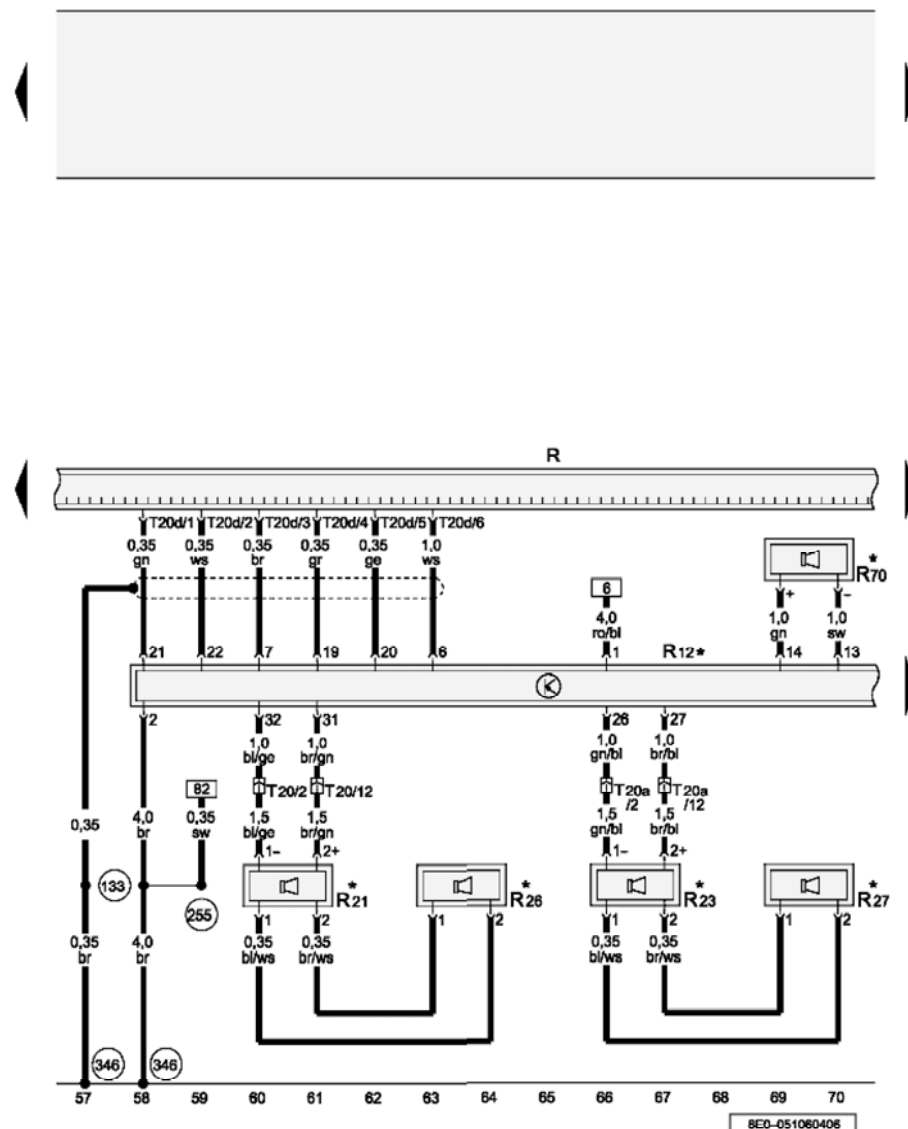 R
T20d/1 T20d/2 T20d/3 T20d/4 T20d/5 T20d/6
0,35 0,35 0,35 0,35 0,35 1,0
gn ws br gr ge ws
R70 *
+ −
6
4,0
ro/bl
1,0 1,0
gn sw
21 22 7 19 20 6 1 R12* 14 13
2 32 31 26 27
1,0 1,0 1,0 1,0
bl/ge br/gn gn/bl br/bl
82
T20/2 T20/12 T20a/2 T20a/12
0,35 4,0 0,35 1,5 1,5 1,5 1,5
br sw bl/ge br/gn gn/bl br/bl
1− 2+ 1− 2+
133
255
R21 * R26 * R23 * R27 *
1 2 1 2 1 2 1 2
0,35 4,0 0,35 0,35 0,35 0,35
br br bl/ws br/ws bl/ws br/ws
346 346
57 58 59 60 61 62 63 64 65 66 67 68 69 70
8E0-051060406